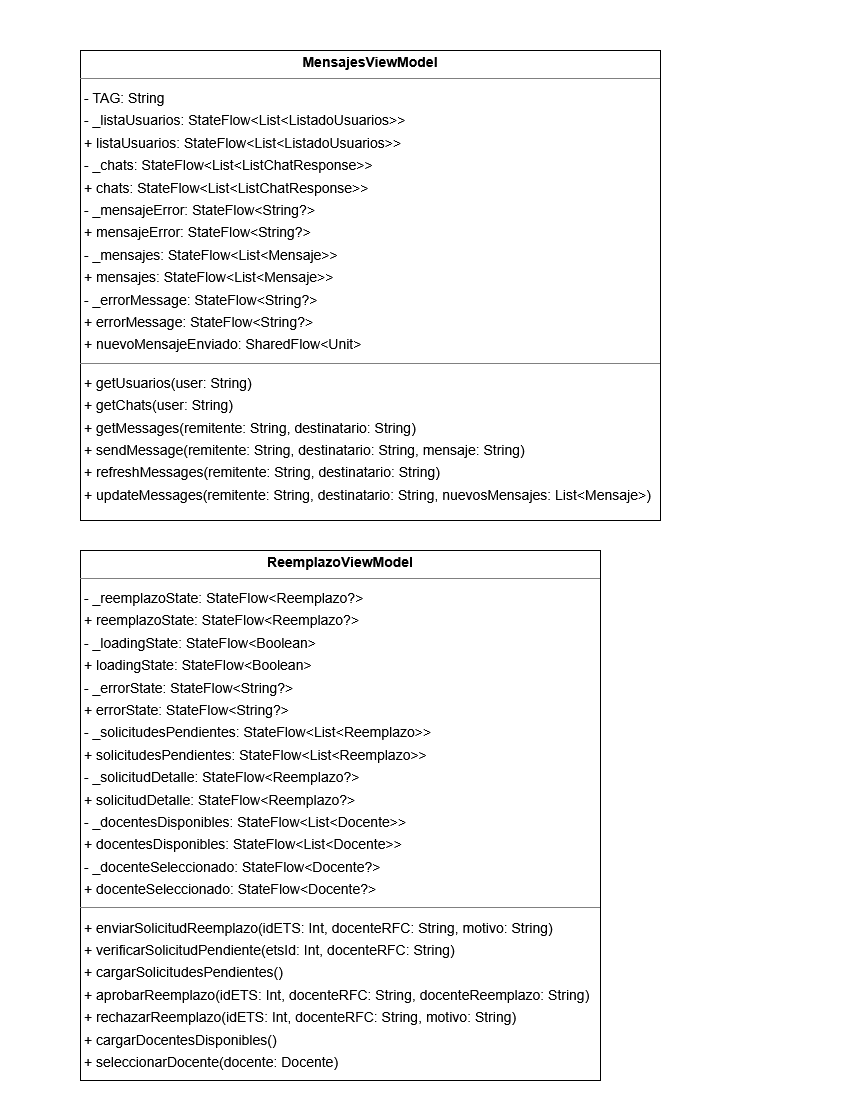 MensajesViewModel
- TAG: String
- _listaUsuarios: StateFlow<List<ListadoUsuarios>>
+ listaUsuarios: StateFlow<List<ListadoUsuarios>>
- _chats: StateFlow<List<ListChatResponse>>
+ chats: StateFlow<List<ListChatResponse>>
- _mensajeError: StateFlow<String?>
+ mensajeError: StateFlow<String?>
- _mensajes: StateFlow<List<Mensaje>>
+ mensajes: StateFlow<List<Mensaje>>
- _errorMessage: StateFlow<String?>
+ errorMessage: StateFlow<String?>
+ nuevoMensajeEnviado: SharedFlow<Unit>
+ getUsuarios(user: String)
+ getChats(user: String)
+ getMessages(remitente: String, destinatario: String)
+ sendMessage(remitente: String, destinatario: String, mensaje: String)
+ refreshMessages(remitente: String, destinatario: String)
+ updateMessages(remitente: String, destinatario: String, nuevosMensajes: List<Mensaje>)
ReemplazoViewModel
- _reemplazoState: StateFlow<Reemplazo?>
+ reemplazoState: StateFlow<Reemplazo?>
- _loadingState: StateFlow<Boolean>
+ loadingState: StateFlow<Boolean>
- _errorState: StateFlow<String?>
+ errorState: StateFlow<String?>
- _solicitudesPendientes: StateFlow<List<Reemplazo>>
+ solicitudesPendientes: StateFlow<List<Reemplazo>>
- _solicitudDetalle: StateFlow<Reemplazo?>
+ solicitudDetalle: StateFlow<Reemplazo?>
- _docentesDisponibles: StateFlow<List<Docente>>
+ docentesDisponibles: StateFlow<List<Docente>>
- _docenteSeleccionado: StateFlow<Docente?>
+ docenteSeleccionado: StateFlow<Docente?>
+ enviarSolicitudReemplazo(idETS: Int, docenteRFC: String, motivo: String)
+ verificarSolicitudPendiente(etsId: Int, docenteRFC: String)
+ cargarSolicitudesPendientes()
+ aprobarReemplazo(idETS: Int, docenteRFC: String, docenteReemplazo: String)
+ rechazarReemplazo(idETS: Int, docenteRFC: String, motivo: String)
+ cargarDocentesDisponibles()
+ seleccionarDocente(docente: Docente)